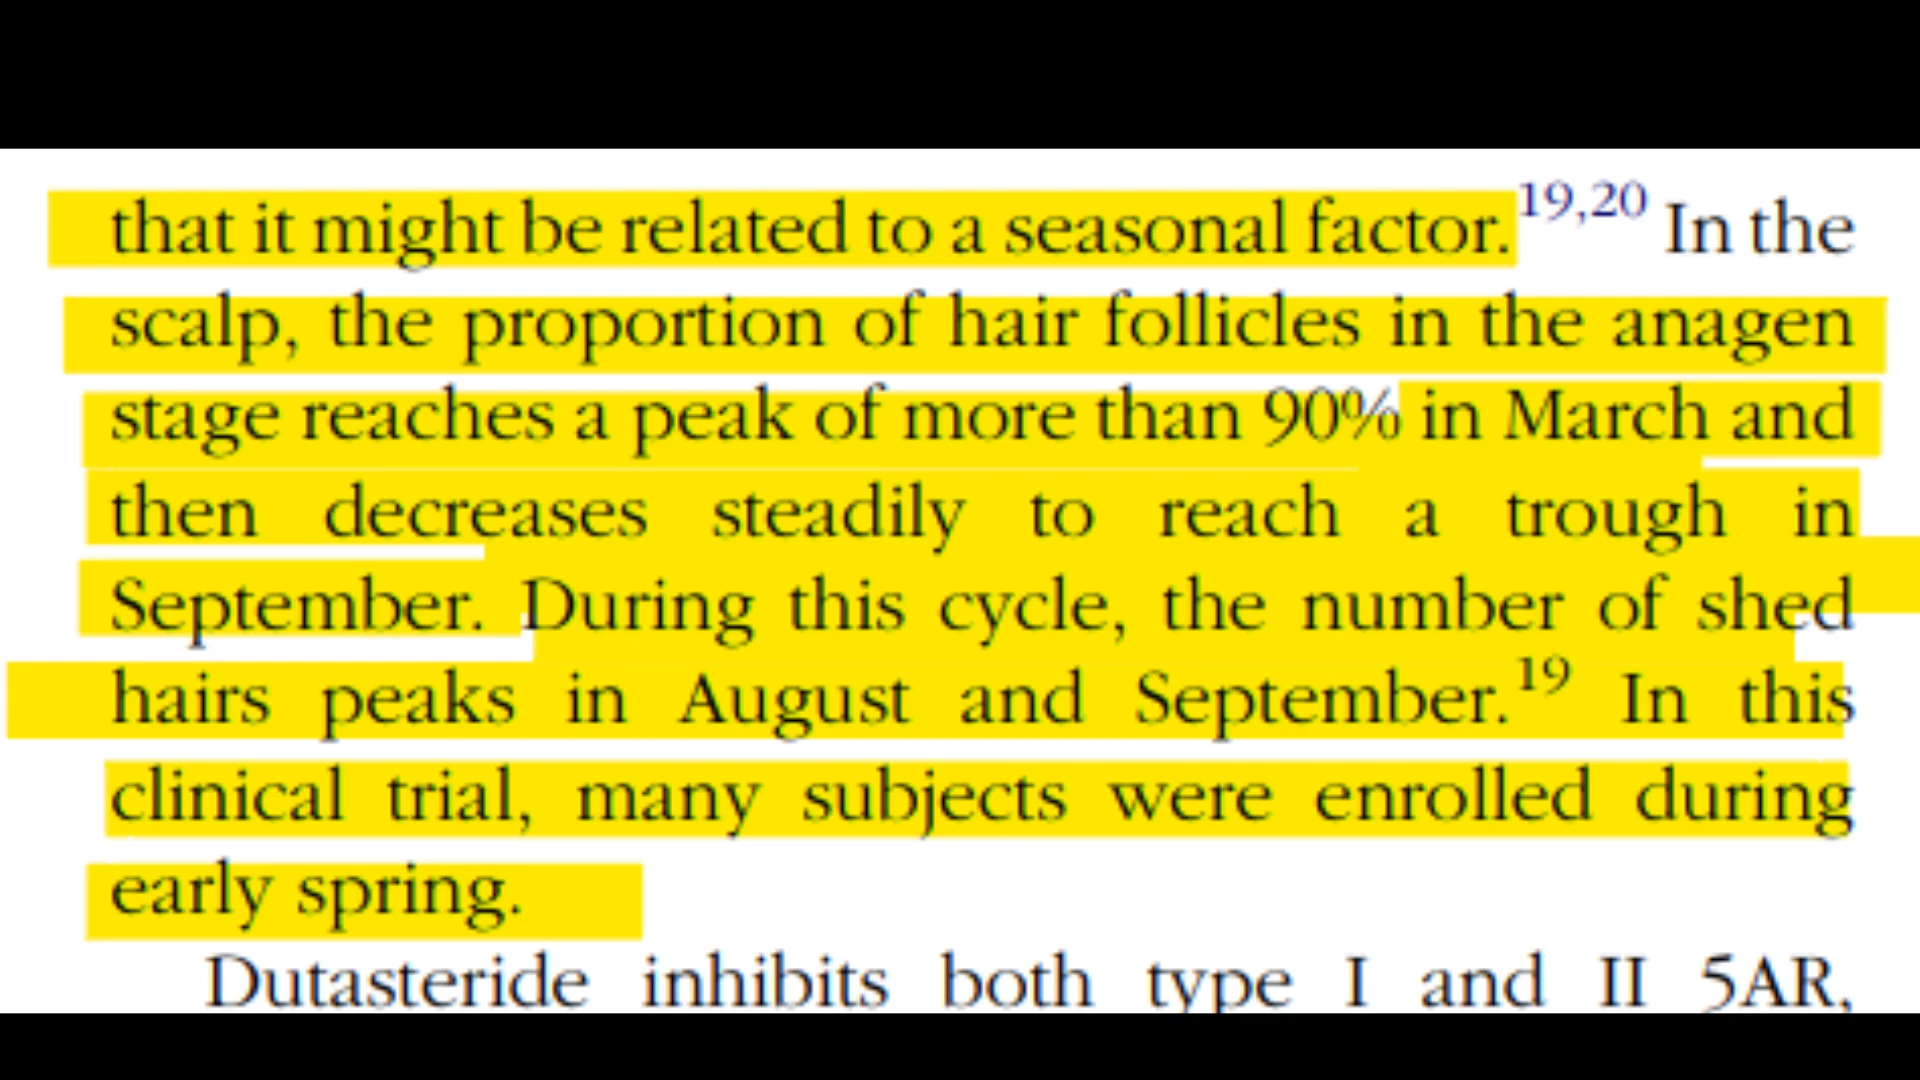 that it might be related to a seasonal factor.19,20 In the
scalp, the proportion of hair follicles in the anagen
stage reaches a peak of more than 90% in March and
then decreases steadily to reach a trough in
September. During this cycle, the number of shed
hairs peaks in August and September.19 In this
clinical trial, many subjects were enrolled during
early spring.
Dutasteride inhibits both type I and II 5AR,